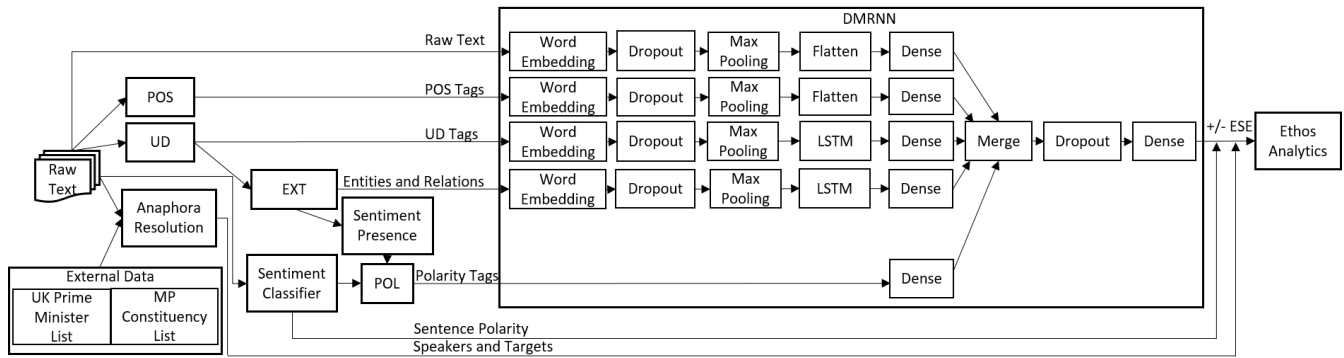 DMRNN
Raw Text
Word
Embedding
Dropout
Max
Pooling
Flatten
Dense
POS
POS Tags
Word
Embedding
Dropout
Max
Pooling
Flatten
Dense
UD
UD Tags
Word
Embedding
Dropout
Max
Pooling
LSTM
Dense
Merge
Dropout
Dense
+/- ESE
Ethos
Analytics
Raw
Text
EXT
Entities and Relations
Word
Embedding
Dropout
Max
Pooling
LSTM
Dense
Anaphora
Resolution
Sentiment
Presence
External Data
UK Prime
Minister
List
MP
Constituency
List
Sentiment
Classifier
POL
Polarity Tags
Dense
Sentence Polarity
Speakers and Targets